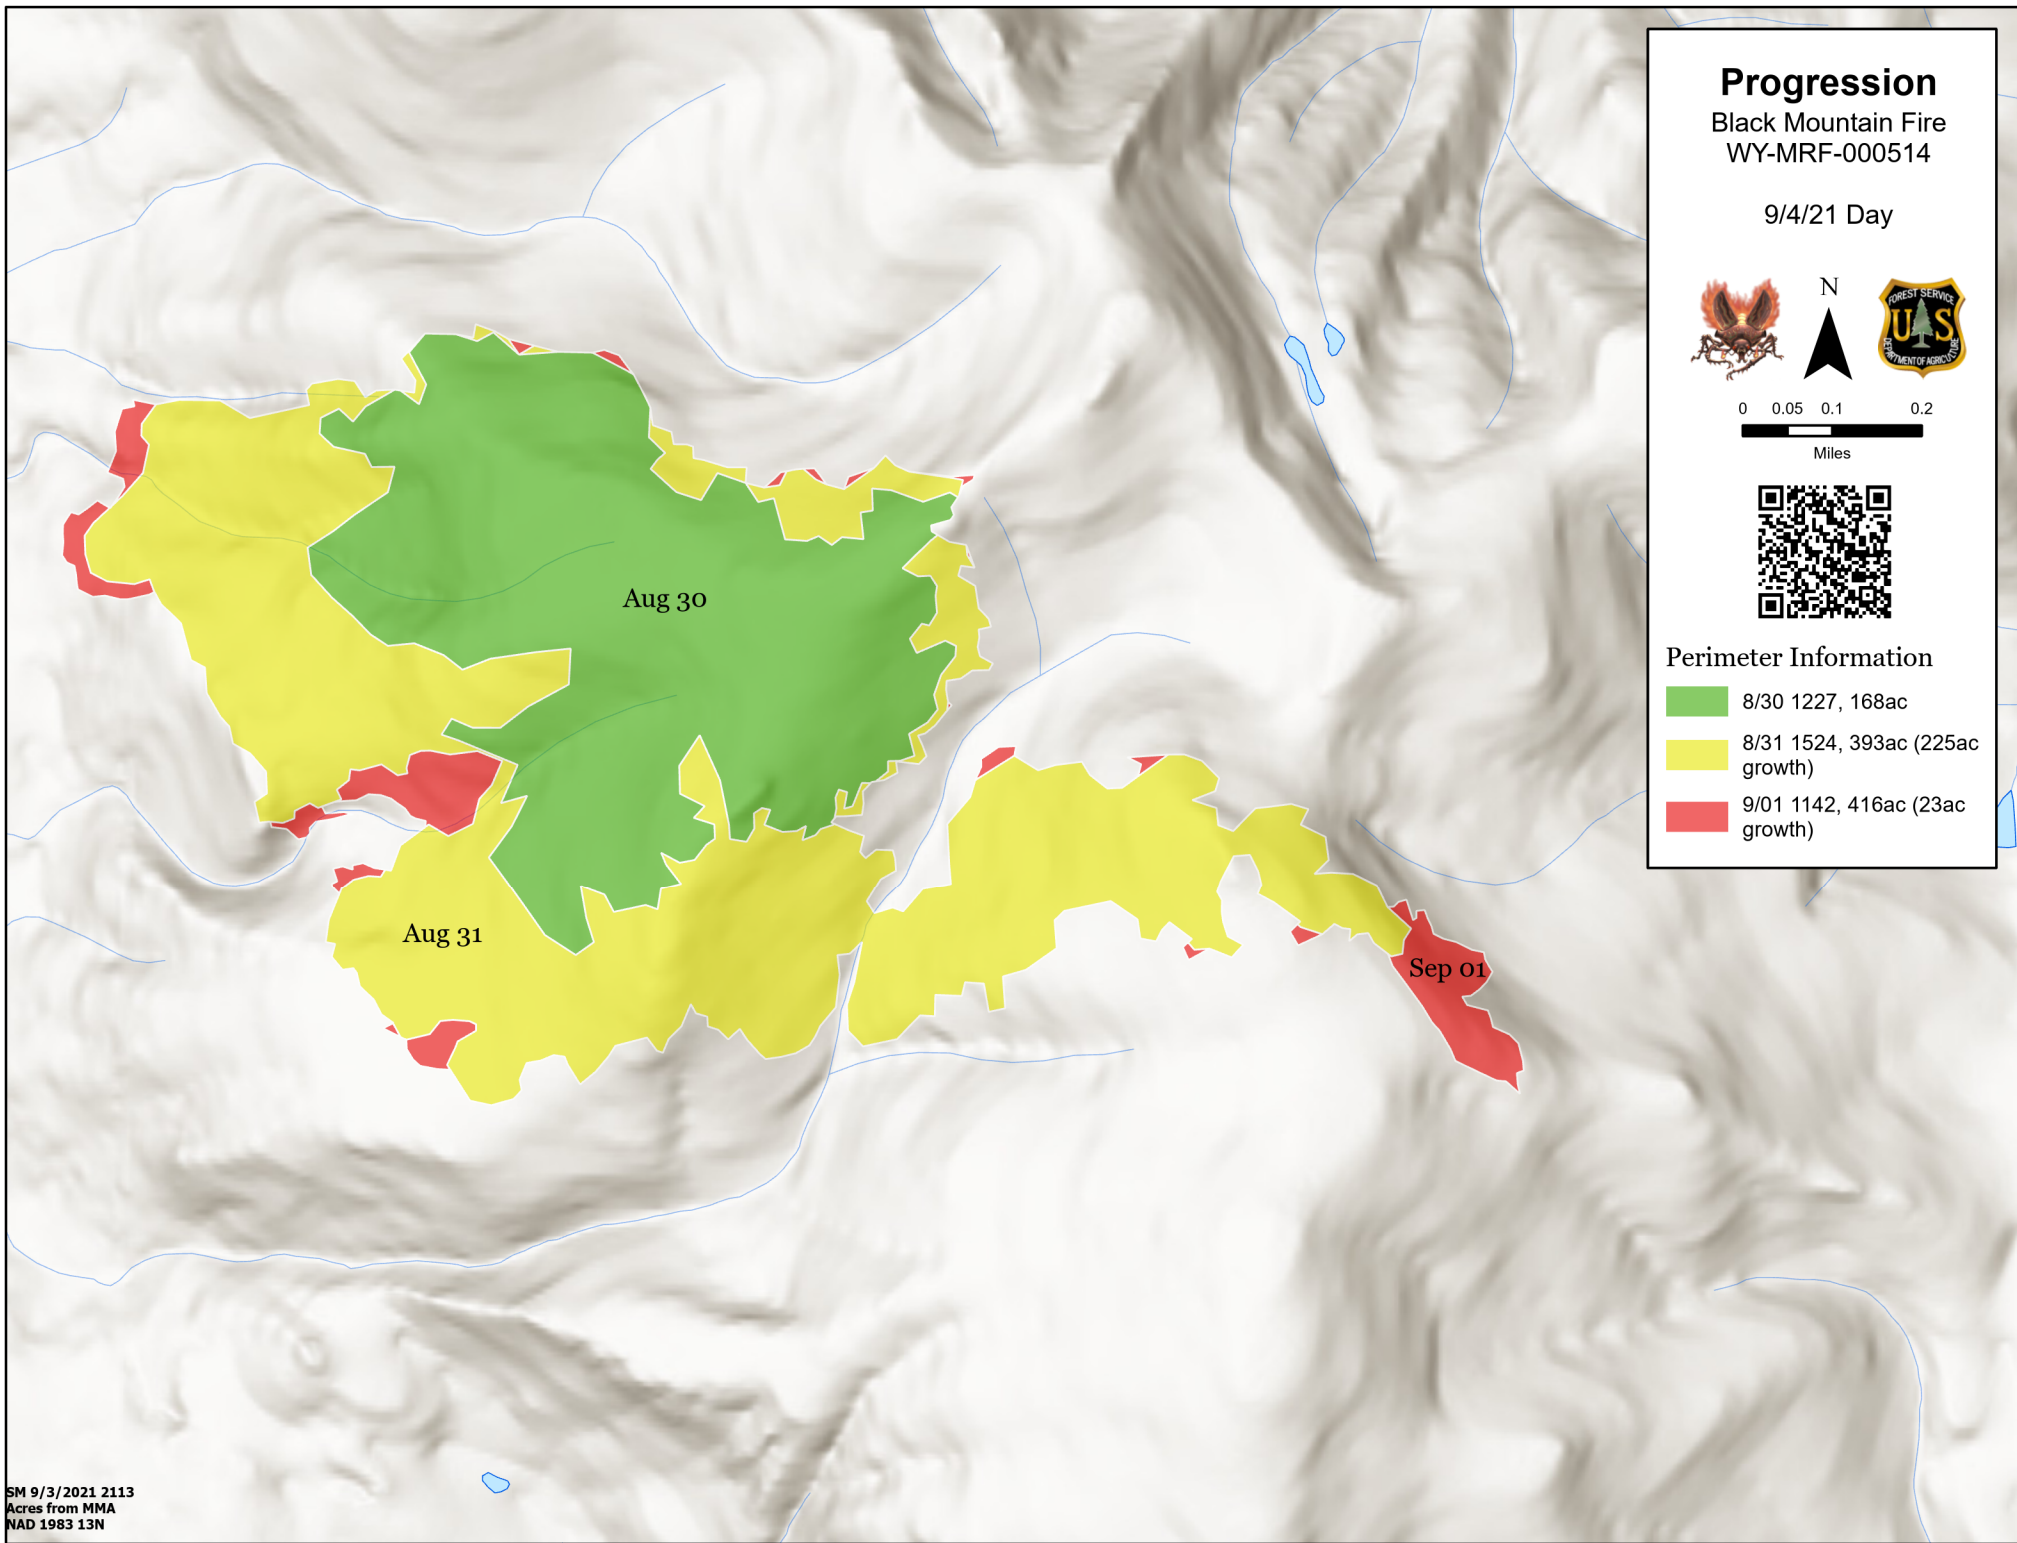 Progression
Black Mountain Fire
WY-MRF-000514
9/4/21 Day
N
FOREST SERVICE
U S
DEPARTMENT OF AGRICULTURE
0 0.05 0.1 0.2
Miles
Perimeter Information
8/30 1227, 168ac
8/31 1524, 393ac (225ac
growth)
9/01 1142, 416ac (23ac
growth)
Aug 30
Aug 31
Sep 01
SM 9/3/2021 2113
Acres from MMA
NAD 1983 13N